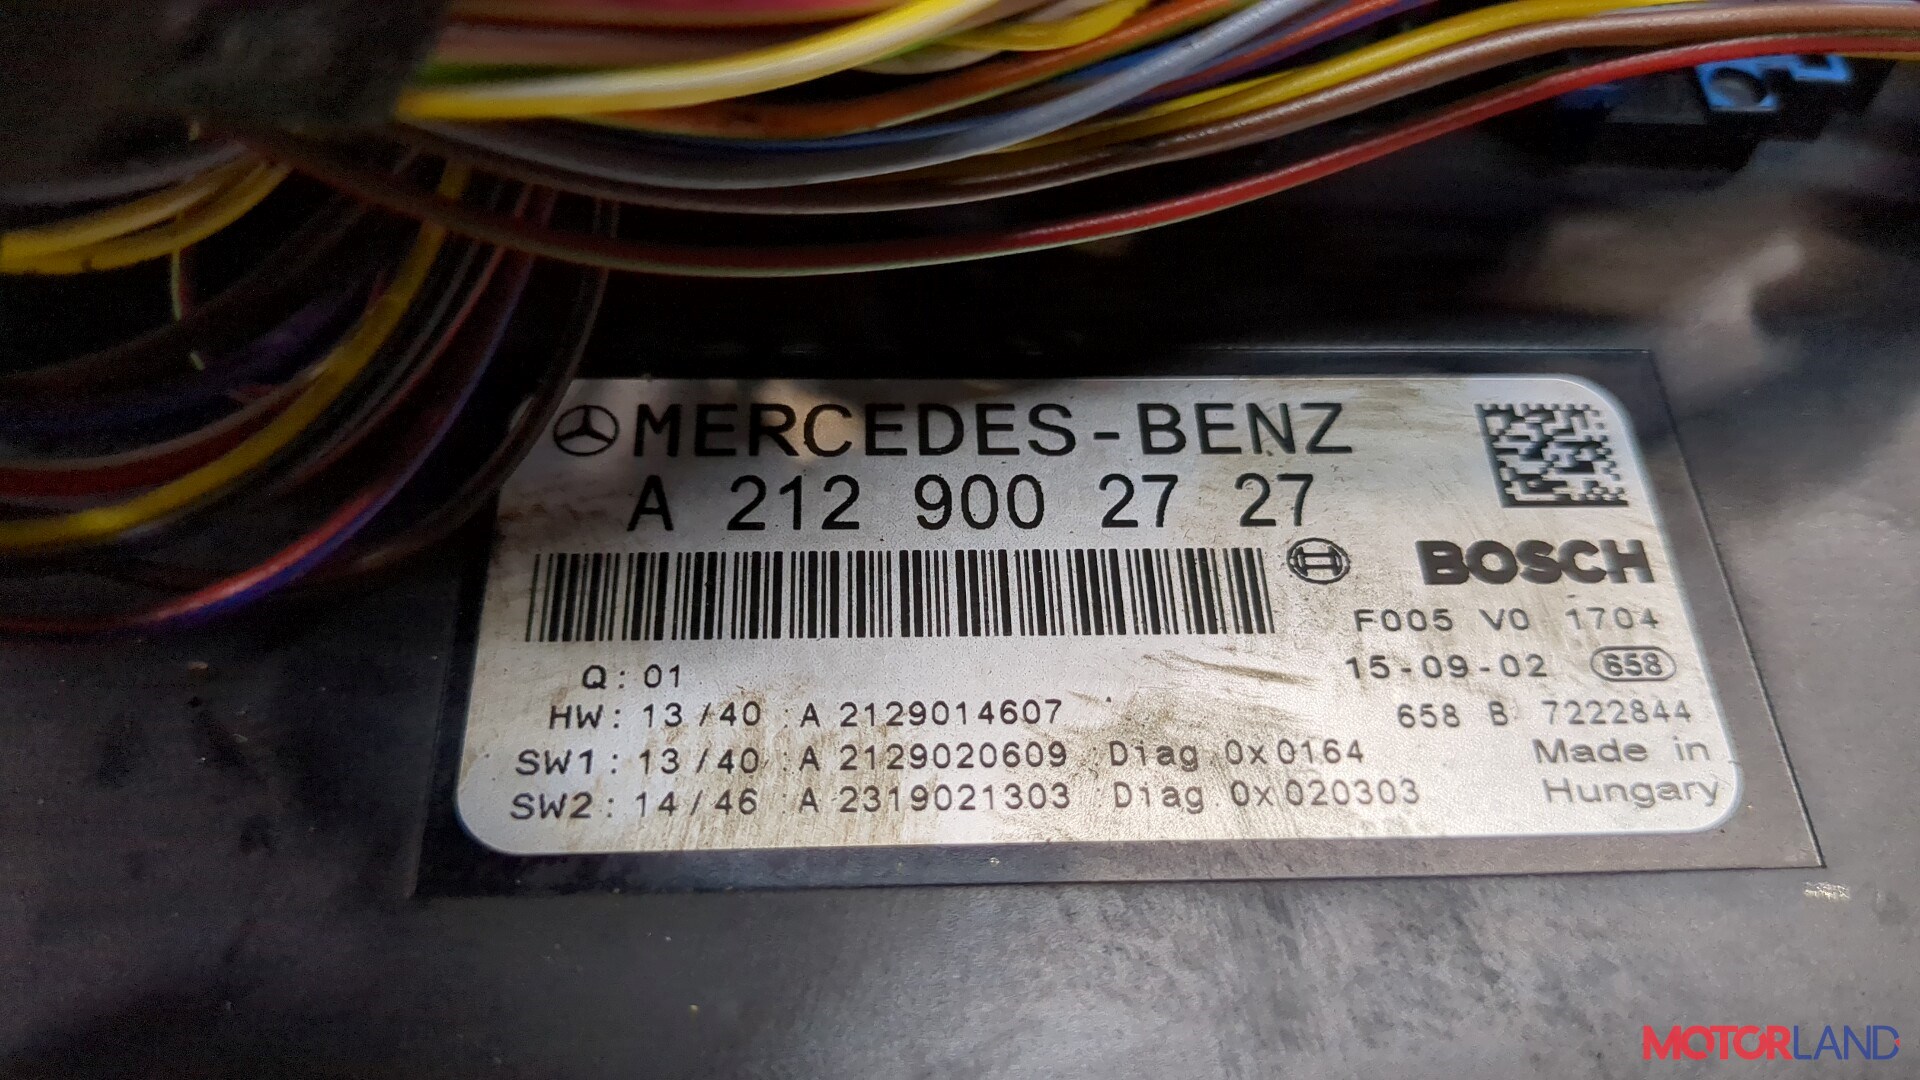 MERCEDES-BENZ
A 212 900 27 27
BOSCH
F005 V0 1704
15-09-02 658
Q: 01
HW: 13/40 A 2129014607
658 B 7222844
SW1: 13/40 A 2129020609 Diag 0x0164
Made in
SW2: 14/46 A 2319021303 Diag 0x020303
Hungary
MOTORLAND